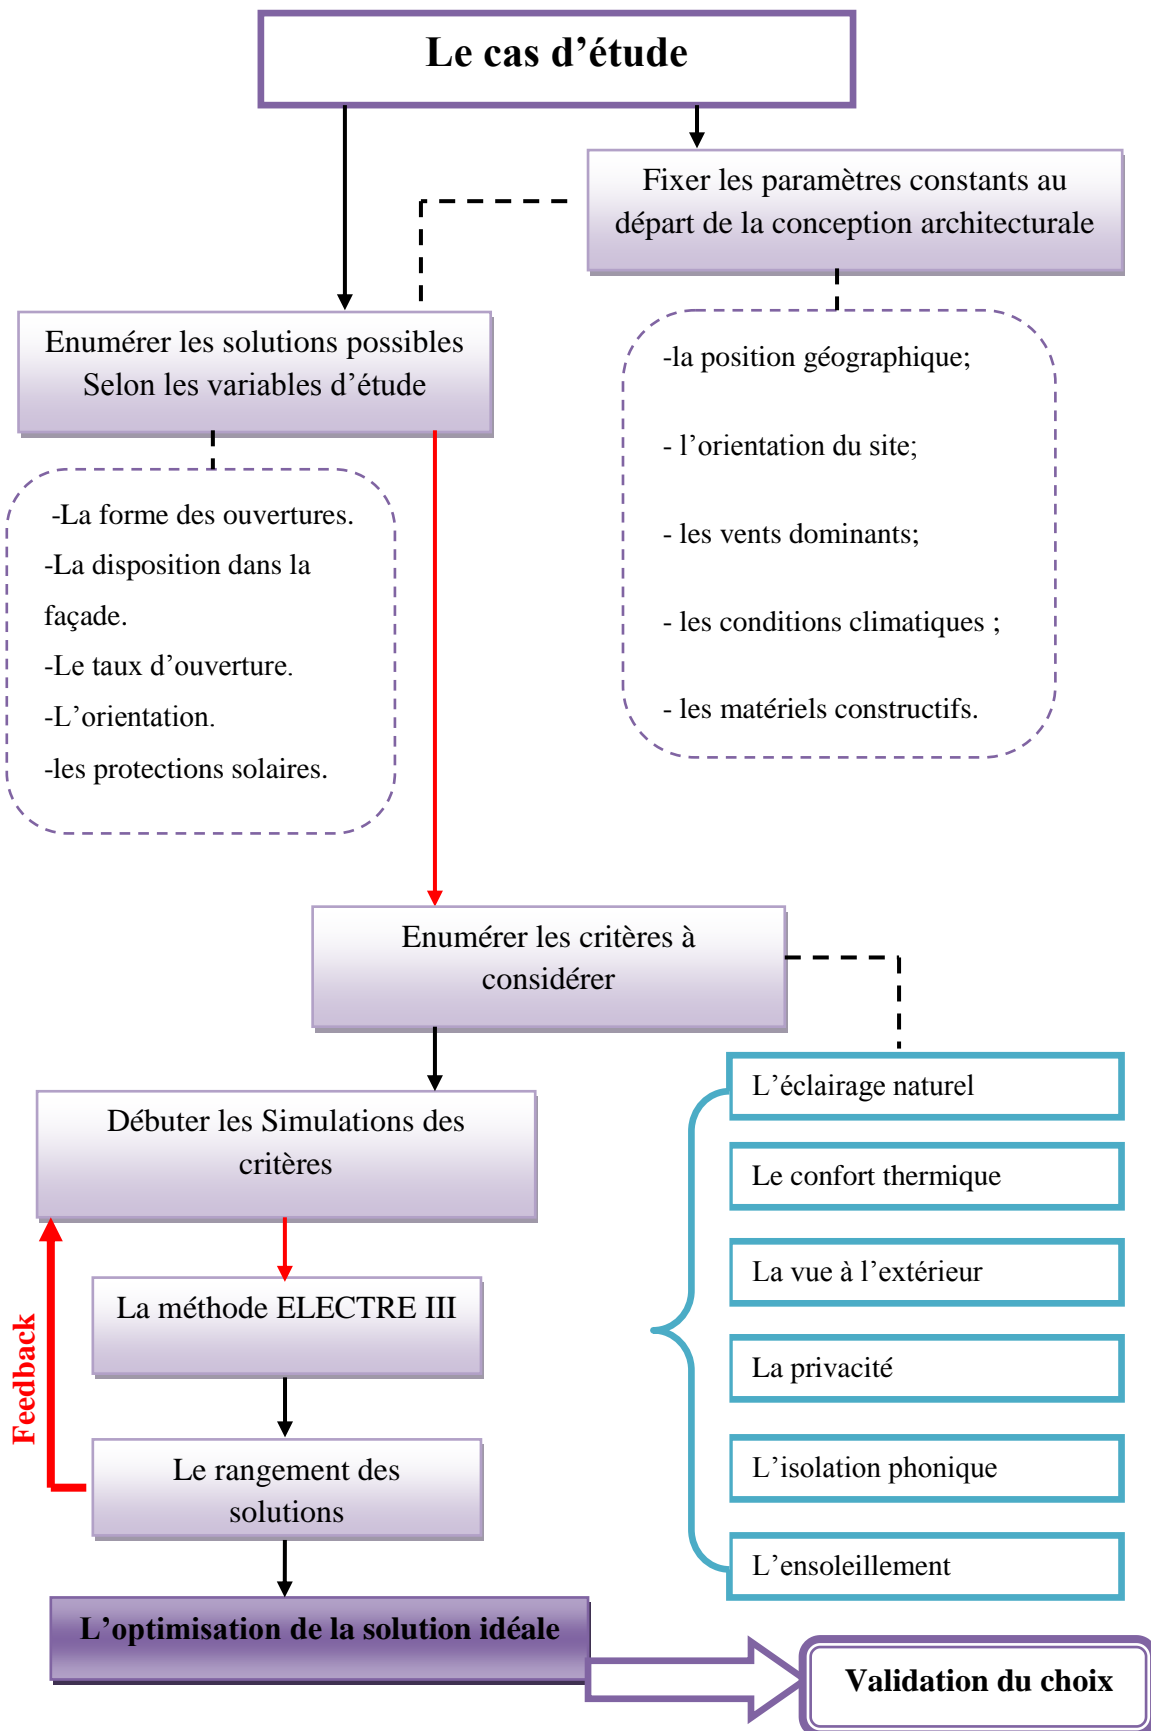 Le cas d’étude
Fixer les paramètres constants au
départ de la conception architecturale
Enumérer les solutions possibles
Selon les variables d’étude
-la position géographique;
- l’orientation du site;
- les vents dominants;
- les conditions climatiques ;
- les matériels constructifs.
-La forme des ouvertures.
-La disposition dans la
façade.
-Le taux d’ouverture.
-L’orientation.
-les protections solaires.
Enumérer les critères à
considérer
L’éclairage naturel
Le confort thermique
La vue à l’extérieur
La privacité
L’isolation phonique
L’ensoleillement
Débuter les Simulations des
critères
La méthode ELECTRE III
Feedback
Le rangement des
solutions
L’optimisation de la solution idéale
Validation du choix